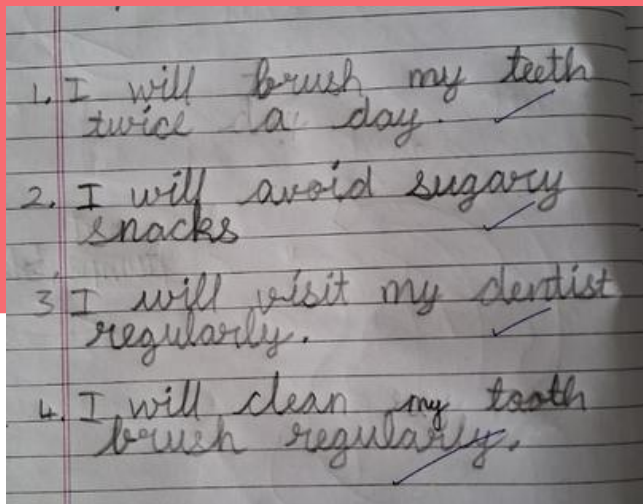 1. I will brush my teeth
twice a day.
2. I will avoid sugary
snacks
3 I will visit my dentist
regularly.
4. I will clean my tooth
brush regularly.